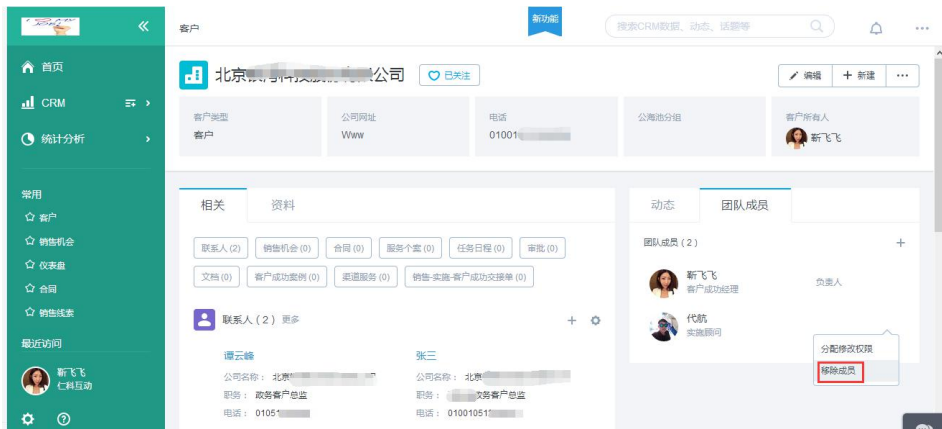 客户
新功能
搜索CRM数据、动态、话题等
首页
CRM
统计分析
常用
客户
销售机会
仪表盘
合同
销售线索
最近访问
靳飞飞
仁科互动
北京
公司
已关注
编辑
+ 新建
客户类型
客户
公司网址
Www
电话
01001
公海池分组
客户所有人
靳飞飞
相关
资料
联系人 (2)
销售机会 (0)
合同 (0)
服务个案 (0)
任务日程 (0)
审批 (0)
文档 (0)
客户成功案例 (0)
渠道服务 (0)
销售-实施-客户成功交接单 (0)
联系人 ( 2 ) 更多
谭云峰
公司名称： 北京
职务： 政务客户总监
电话： 01051
张三
公司名称： 北京
职务： 政务客户总监
电话： 010010511
动态
团队成员
团队成员 ( 2 )
靳飞飞
客户成功经理
负责人
代航
实施顾问
分配修改权限
移除成员